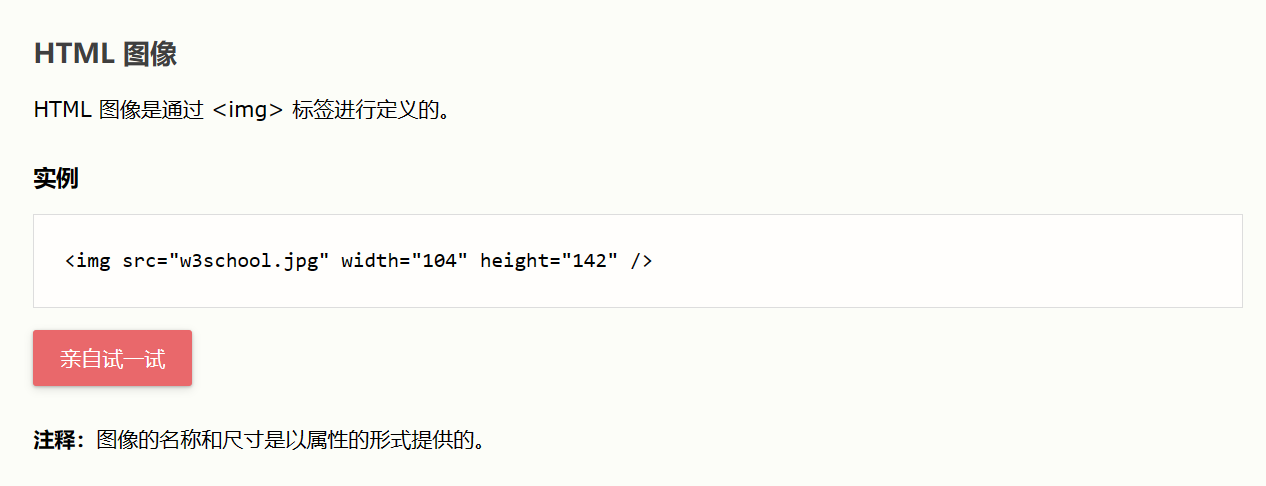 HTML 图像
HTML 图像是通过 <img> 标签进行定义的。
实例
<img src="w3school.jpg" width="104" height="142" />
亲自试一试
注释：图像的名称和尺寸是以属性的形式提供的。